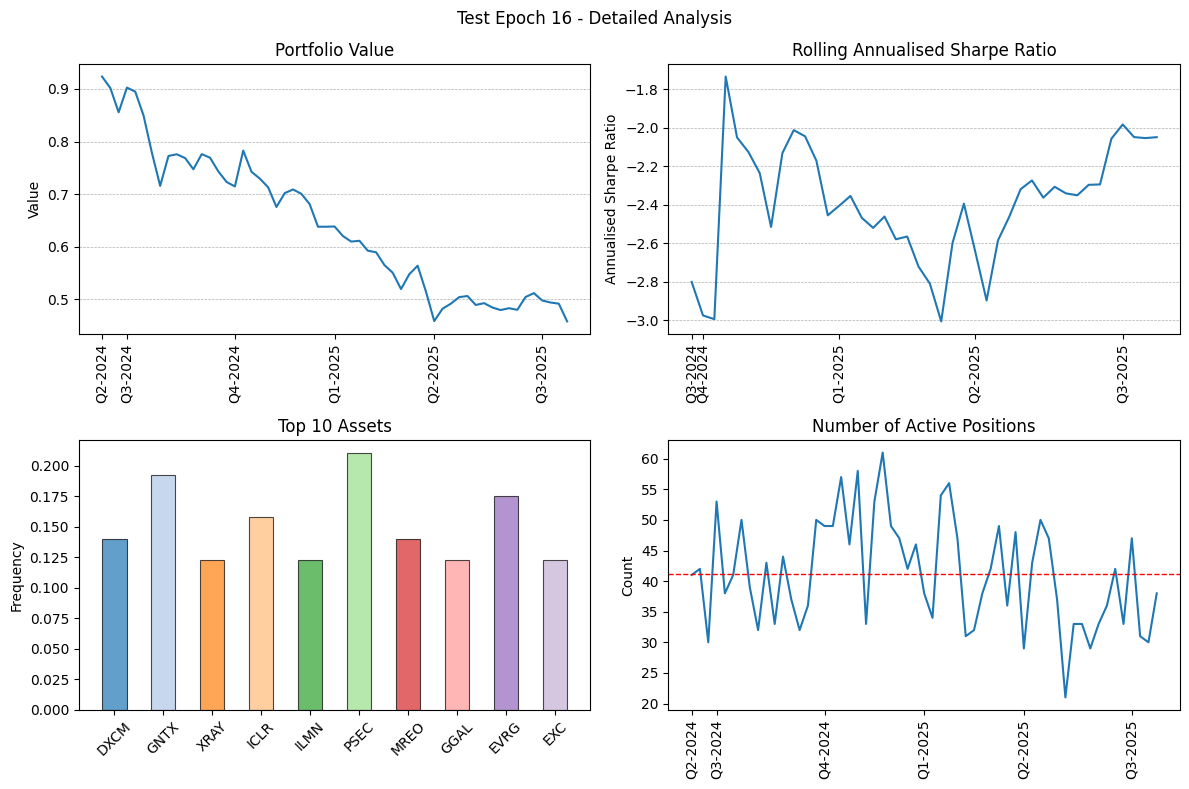 Test Epoch 16 - Detailed Analysis
Portfolio Value
Value
0.9
0.8
0.7
0.6
0.5
Q2-2024
Q3-2024
Q4-2024
Q1-2025
Q2-2025
Q3-2025
Rolling Annualised Sharpe Ratio
Annualised Sharpe Ratio
−1.8
−2.0
−2.2
−2.4
−2.6
−2.8
−3.0
Q3-2024
Q4-2024
Q1-2025
Q2-2025
Q3-2025
Top 10 Assets
Frequency
0.200
0.175
0.150
0.125
0.100
0.075
0.050
0.025
0.000
DXCM
GNTX
XRAY
ICLR
ILMN
PSEC
MREO
GGAL
EVRG
EXC
Number of Active Positions
Count
60
55
50
45
40
35
30
25
20
Q2-2024
Q3-2024
Q4-2024
Q1-2025
Q2-2025
Q3-2025